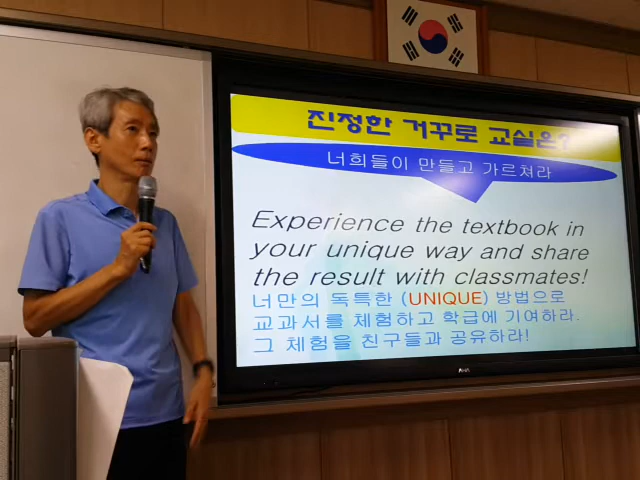 진정한 거꾸로 교실은?
너희들이 만들고 가르쳐라
Experience the textbook in
your unique way and share
the result with classmates!
너만의 독특한 (UNIQUE) 방법으로
교과서를 체험하고 학급에 기여하라.
그 체험을 친구들과 공유하라!